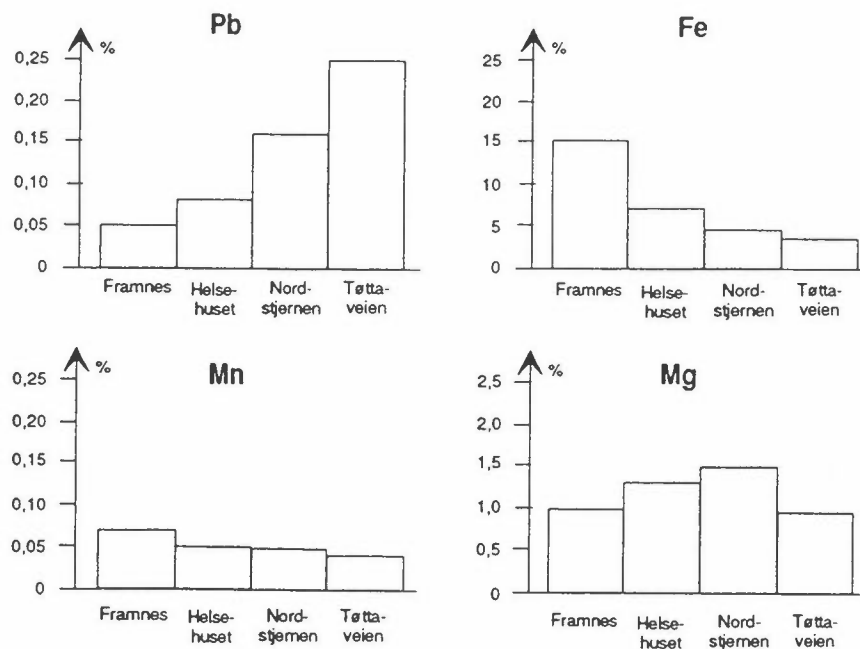 Pb
%
0,25
0,20
0,15
0,10
0,05
0
Framnes
Helse-
huset
Nord-
stjernen
Tøtta-
veien
Fe
%
25
20
15
10
5
0
Framnes
Helse-
huset
Nord-
stjernen
Tøtta-
veien
Mn
%
0,25
0,20
0,15
0,10
0,05
0
Framnes
Helse-
huset
Nord-
stjernen
Tøtta-
veien
Mg
%
2,5
2,0
1,5
1,0
0,5
0
Framnes
Helse-
huset
Nord-
stjernen
Tøtta-
veien